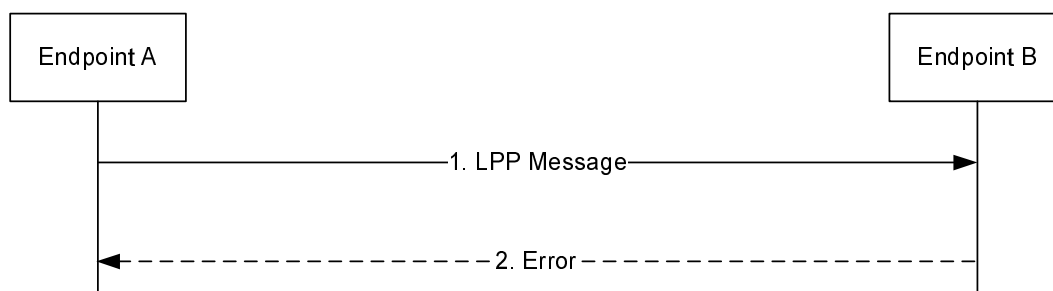 Endpoint A
Endpoint B
1. LPP Message
2. Error